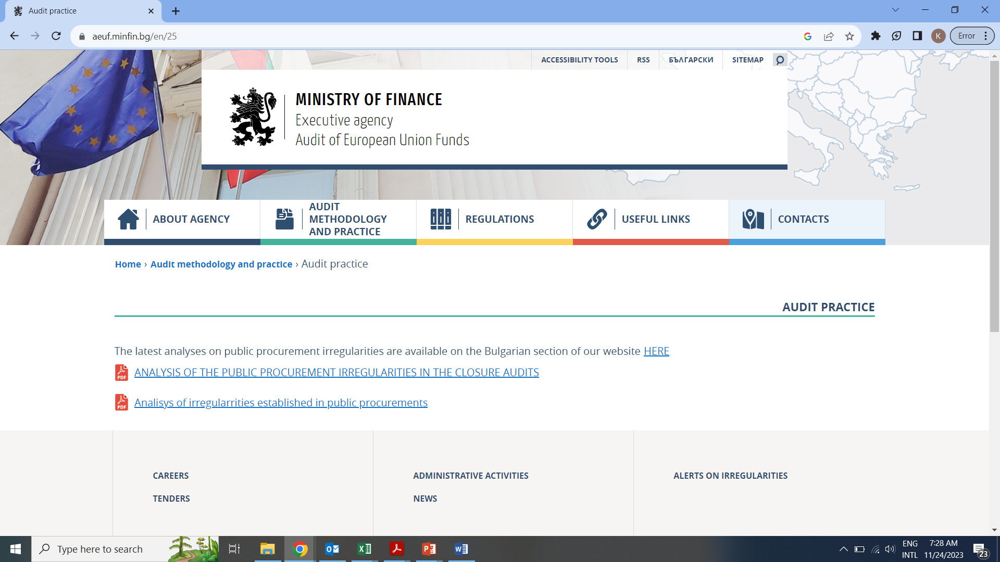 Audit practice
aeuf.minfin.bg/en/25
K
Error
ACCESSIBILITY TOOLS
RSS
БЪЛГАРСКИ
SITEMAP
MINISTRY OF FINANCE
Executive agency
Audit of European Union Funds
ABOUT AGENCY
AUDIT
METHODOLOGY
AND PRACTICE
REGULATIONS
USEFUL LINKS
CONTACTS
Home › Audit methodology and practice › Audit practice
AUDIT PRACTICE
The latest analyses on public procurement irregularities are available on the Bulgarian section of our website HERE
PDF
ANALYSIS OF THE PUBLIC PROCUREMENT IRREGULARITIES IN THE CLOSURE AUDITS
PDF
Analisys of irregularrities established in public procurements
CAREERS
TENDERS
ADMINISTRATIVE ACTIVITIES
NEWS
ALERTS ON IRREGULARITIES
Type here to search
ENG
INTL
7:28 AM
11/24/2023
23